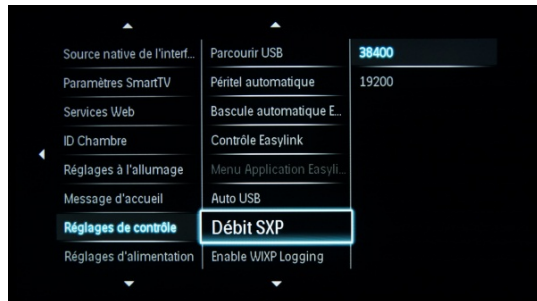 Source native de l'interf...
Paramètres SmartTV
Services Web
ID Chambre
Réglages à l'allumage
Message d'accueil
Réglages de contrôle
Réglages d'alimentation
Parcourir USB
Péritel automatique
Bascule automatique E...
Contrôle Easylink
Menu Application Easyli...
Auto USB
Débit SXP
Enable WIXP Logging
38400
19200